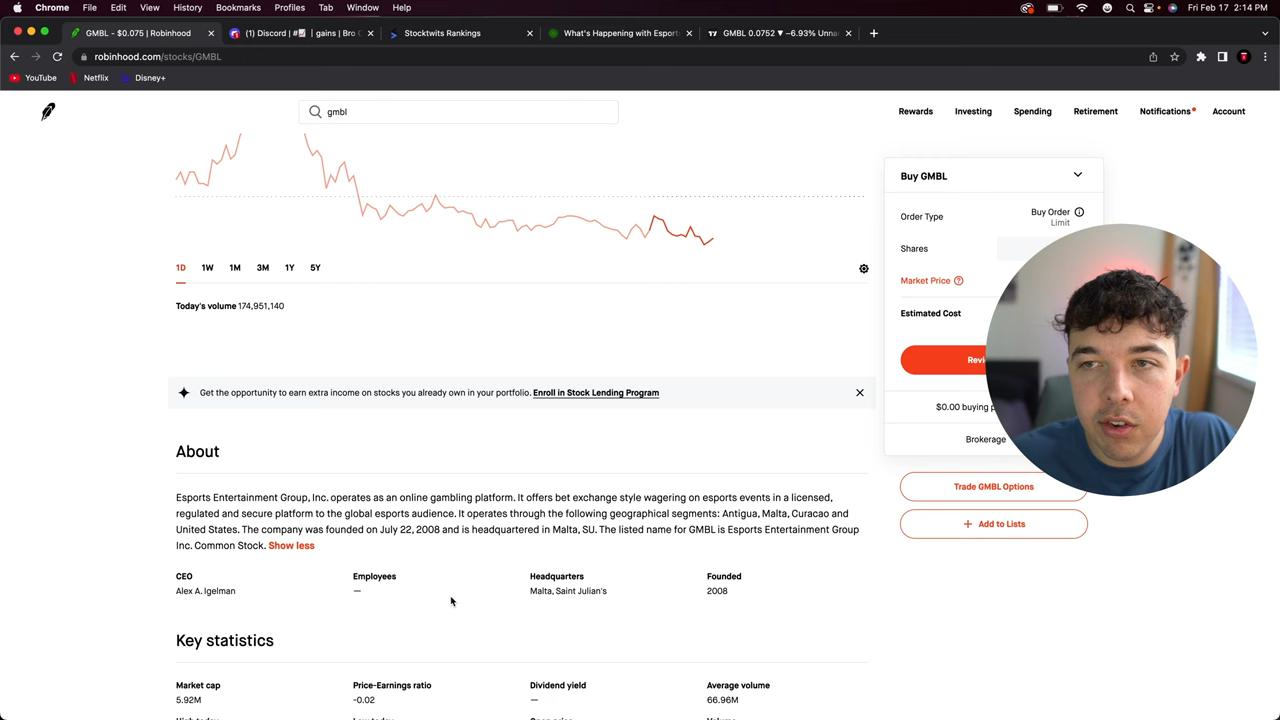 Chrome File Edit View History Bookmarks Profiles Tab Window Help Fri Feb 17 2:14 PM
GMBL - $0.075 | Robinhood (1) Discord | #📈 | gains | Bro C Stocktwits Rankings What's Happening with Esport GMBL 0.0752 ▼ −6.93% Unna
robinhood.com/stocks/GMBL
YouTube Netflix Disney+
gmbl Rewards Investing Spending Retirement Notifications Account
Buy GMBL
Order Type Buy Order
Limit
Shares
Market Price
Estimated Cost
1D 1W 1M 3M 1Y 5Y
Today's volume 174,951,140
Get the opportunity to earn extra income on stocks you already own in your portfolio. Enroll in Stock Lending Program
$0.00 buying
Brokerage
Trade GMBL Options
+ Add to Lists
About
Esports Entertainment Group, Inc. operates as an online gambling platform. It offers bet exchange style wagering on esports events in a licensed,
regulated and secure platform to the global esports audience. It operates through the following geographical segments: Antigua, Malta, Curacao and
United States. The company was founded on July 22, 2008 and is headquartered in Malta, SU. The listed name for GMBL is Esports Entertainment Group
Inc. Common Stock. Show less
CEO Employees Headquarters Founded
Alex A. Igelman — Malta, Saint Julian's 2008
Key statistics
Market cap Price-Earnings ratio Dividend yield Average volume
5.92M -0.02 — 66.96M